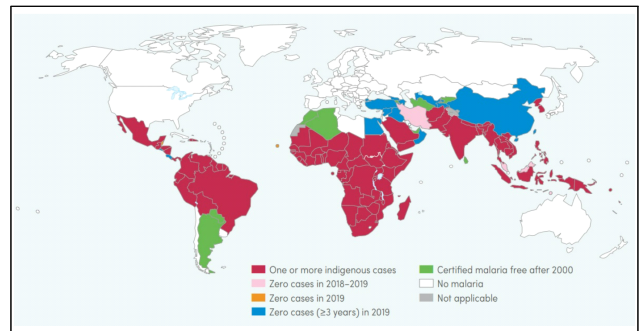 One or more indigenous cases
Zero cases in 2018–2019
Zero cases in 2019
Zero cases (≥3 years) in 2019
Certified malaria free after 2000
No malaria
Not applicable